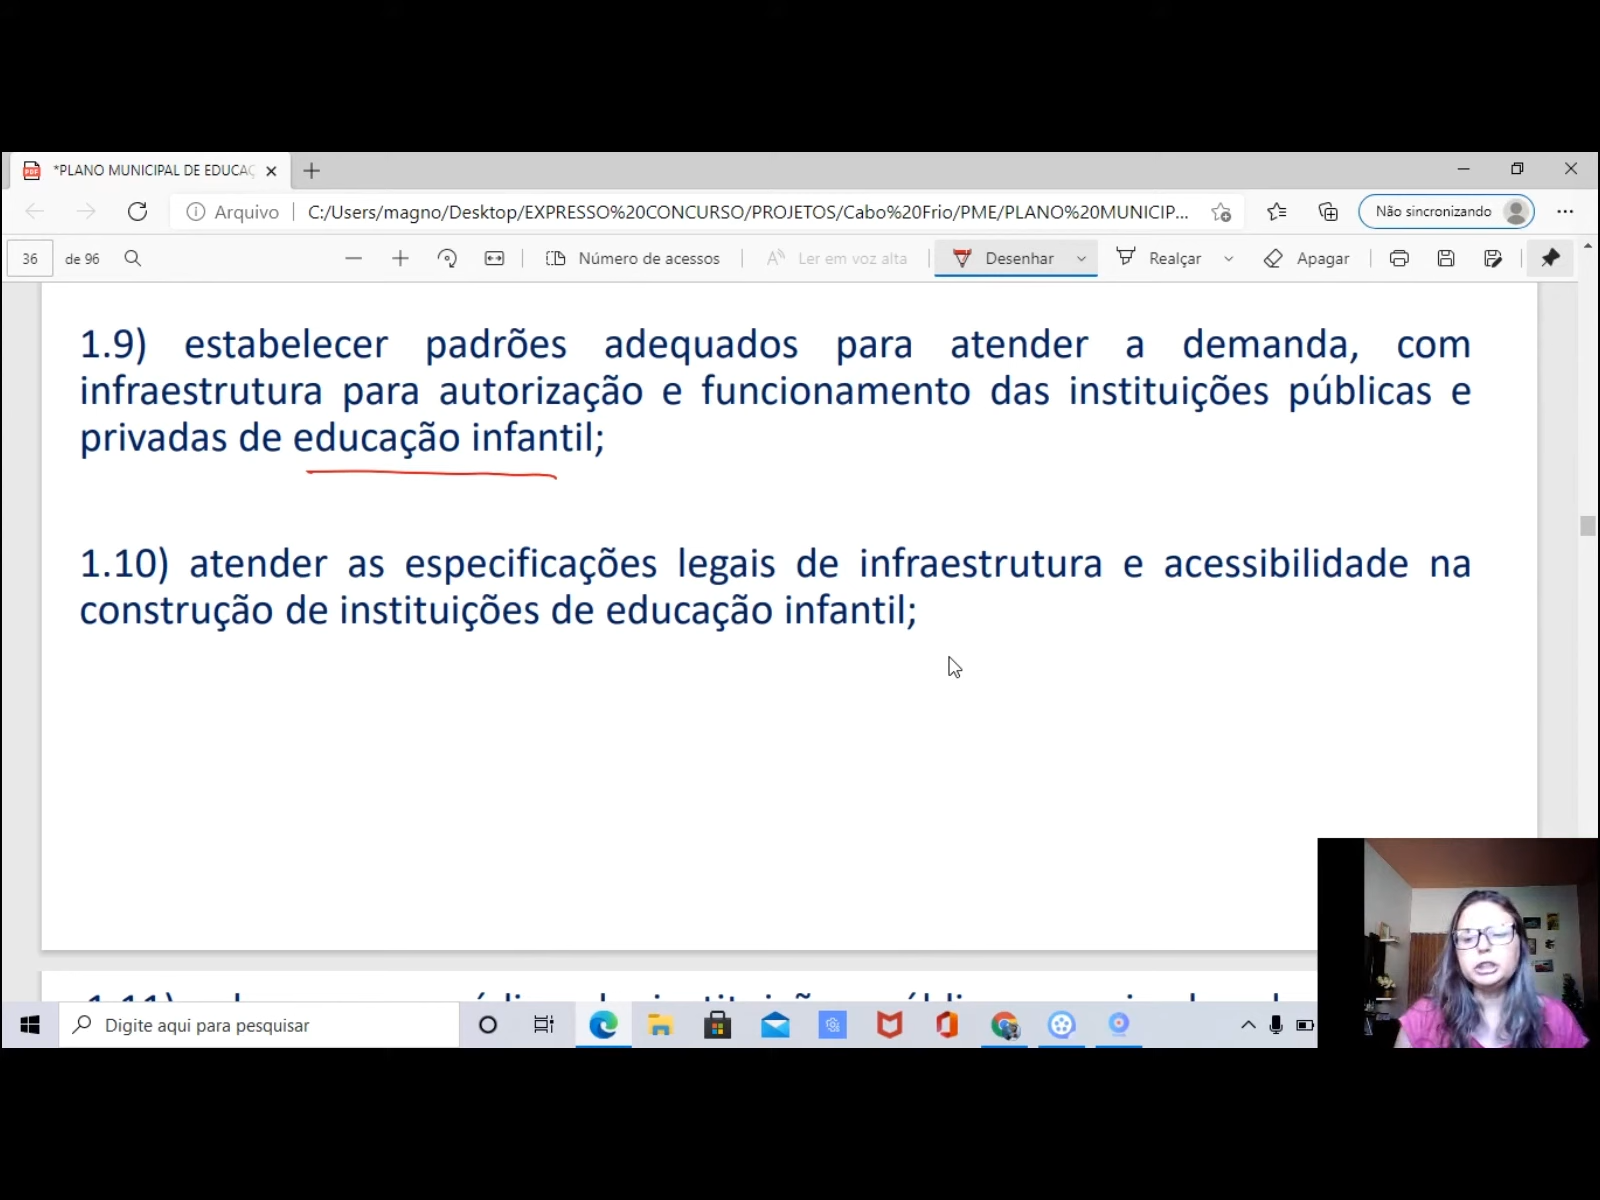 *PLANO MUNICIPAL DE EDUCAÇ
Arquivo
C:/Users/magno/Desktop/EXPRESSO%20CONCURSO/PROJETOS/Cabo%20Frio/PME/PLANO%20MUNICIP...
Não sincronizando
36 de 96
Número de acessos
Ler em voz alta
Desenhar
Realçar
Apagar
1.9) estabelecer padrões adequados para atender a demanda, com
infraestrutura para autorização e funcionamento das instituições públicas e
privadas de educação infantil;
1.10) atender as especificações legais de infraestrutura e acessibilidade na
construção de instituições de educação infantil;
Digite aqui para pesquisar